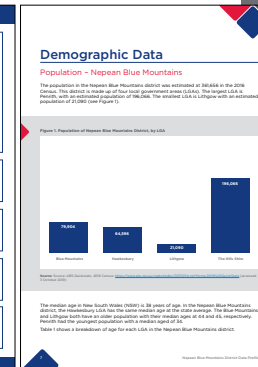 Demographic Data
Population – Nepean Blue Mountains
The population in the Nepean Blue Mountains district was estimated at 361,656 in the 2016
Census. This district is made up of four local government areas (LGAs). The largest LGA is
Penrith, with an estimated population of 196,066. The smallest LGA is Lithgow with an estimated
population of 21,090 (see Figure 1).
Figure 1. Population of Nepean Blue Mountains District, by LGA
79,904
64,596
21,090
196,066
Blue Mountains
Hawkesbury
Lithgow
The Hills Shire
The median age in New South Wales (NSW) is 38 years of age. In the Nepean Blue Mountains
district, the Hawkesbury LGA has the same median age at the state average. The Blue Mountains
and Lithgow both have an older population with their median ages at 44 and 45, respectively.
Penrith had the youngest population with a median aged of 34.
Table 1 shows a breakdown of age for each LGA in the Nepean Blue Mountains district.
Nepean Blue Mountains District Data Profile